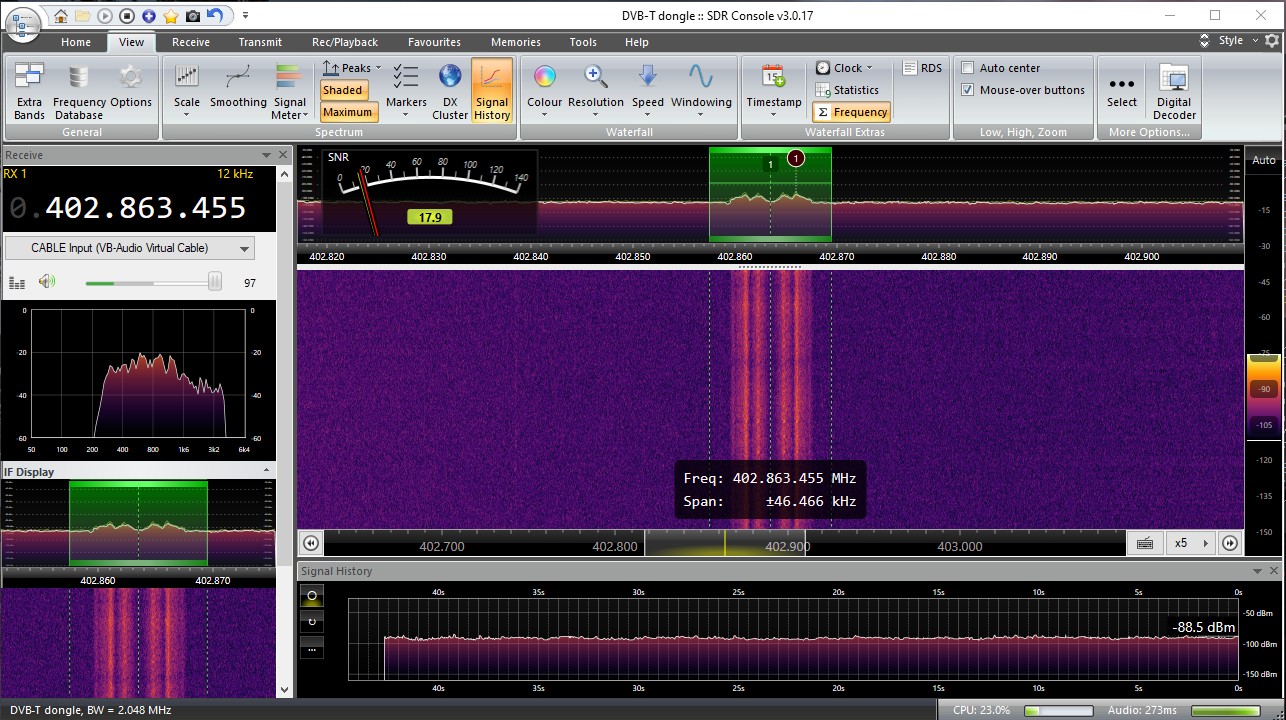 DVB-T dongle :: SDR Console v3.0.17
Home View Receive Transmit Rec/Playback Favourites Memories Tools Help Style
Extra Bands
Frequency Database
Options
General
Scale
Smoothing
Signal Meter
Peaks
Shaded
Maximum
Markers
DX Cluster
Signal History
Spectrum
Colour
Resolution
Speed
Windowing
Waterfall
15
Timestamp
Clock
Statistics
Σ Frequency
RDS
Waterfall Extras
Auto center
Mouse-over buttons
Low, High, Zoom
Select
Digital Decoder
More Options...
Receive
RX 1 12 kHz
0.402.863.455
CABLE Input (VB-Audio Virtual Cable)
97
0 0
-20 -20
-40 -40
-60 -60
50 100 200 400 800 1k6 3k2 6k4
IF Display
402.860 402.870
SNR
0 20 40 60 80 100 120 140
17.9
1 1
402.820 402.830 402.840 402.850 402.860 402.870 402.880 402.890 402.900
Auto
-15
-30
-45
-60
-75
-90
-105
-120
-135
-150
Freq: 402.863.455 MHz
Span: ±46.466 kHz
402.700 402.800 402.900 403.000
x5
Signal History
40s 35s 30s 25s 20s 15s 10s 5s 0s
-50 dBm
-88.5 dBm
-100 dBm
-150 dBm
40s 35s 30s 25s 20s 15s 10s 5s 0s
DVB-T dongle, BW = 2.048 MHz
CPU: 23.0% Audio: 273ms